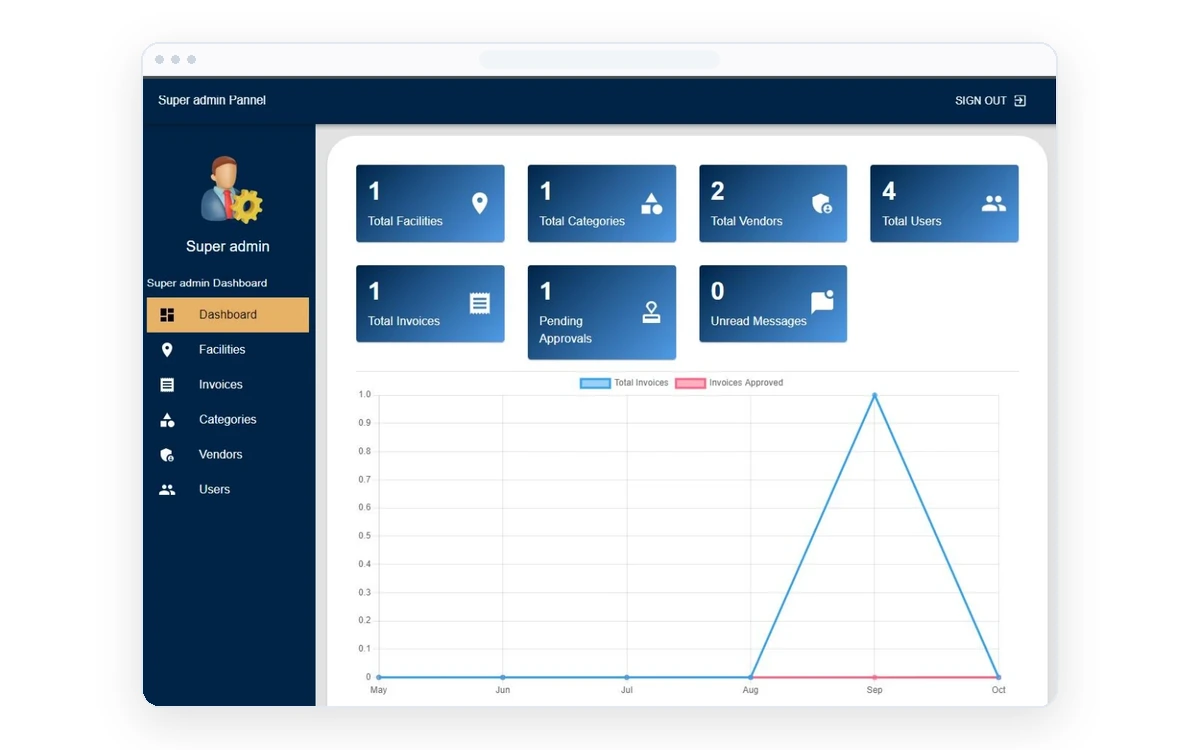 Super admin Pannel
SIGN OUT
Super admin
Super admin Dashboard
Dashboard
Facilities
Invoices
Categories
Vendors
Users
1
Total Facilities
1
Total Categories
2
Total Vendors
4
Total Users
1
Total Invoices
1
Pending
Approvals
0
Unread Messages
Total Invoices
Invoices Approved
1.0
0.9
0.8
0.7
0.6
0.5
0.4
0.3
0.2
0.1
0
May
Jun
Jul
Aug
Sep
Oct